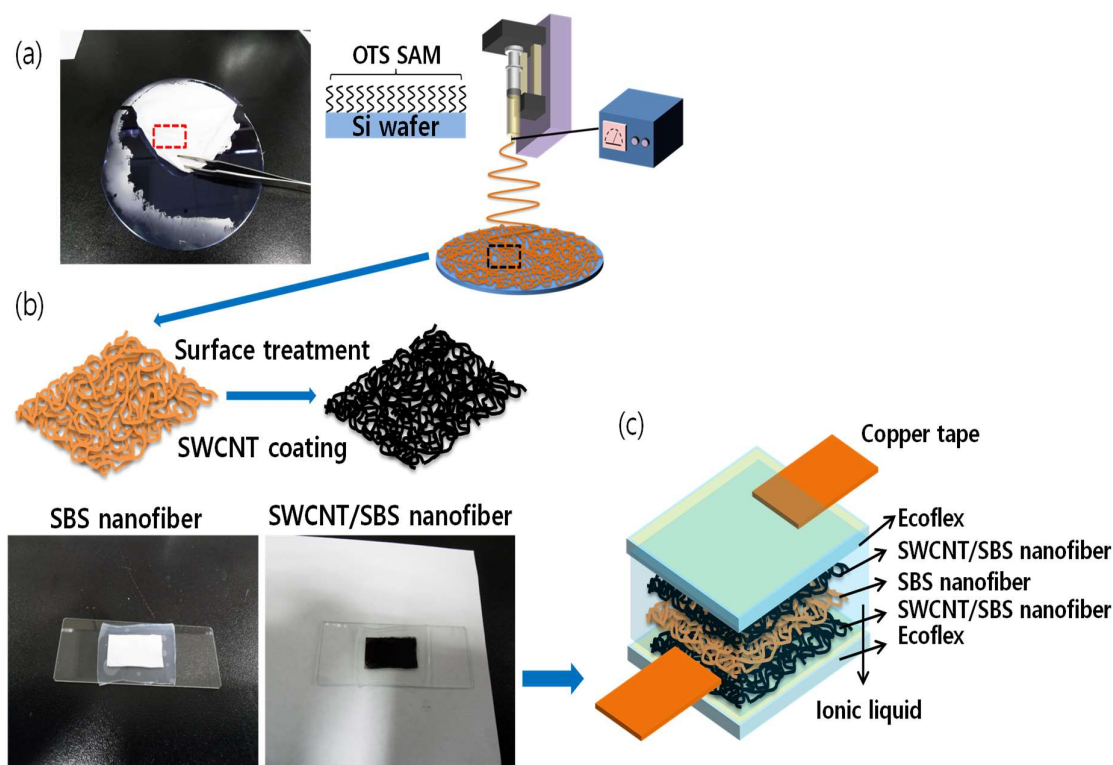 (a)
OTS SAM
Si wafer
(b)
Surface treatment
SWCNT coating
SBS nanofiber
SWCNT/SBS nanofiber
(c)
Copper tape
Ecoflex
SWCNT/SBS nanofiber
SBS nanofiber
SWCNT/SBS nanofiber
Ecoflex
Ionic liquid